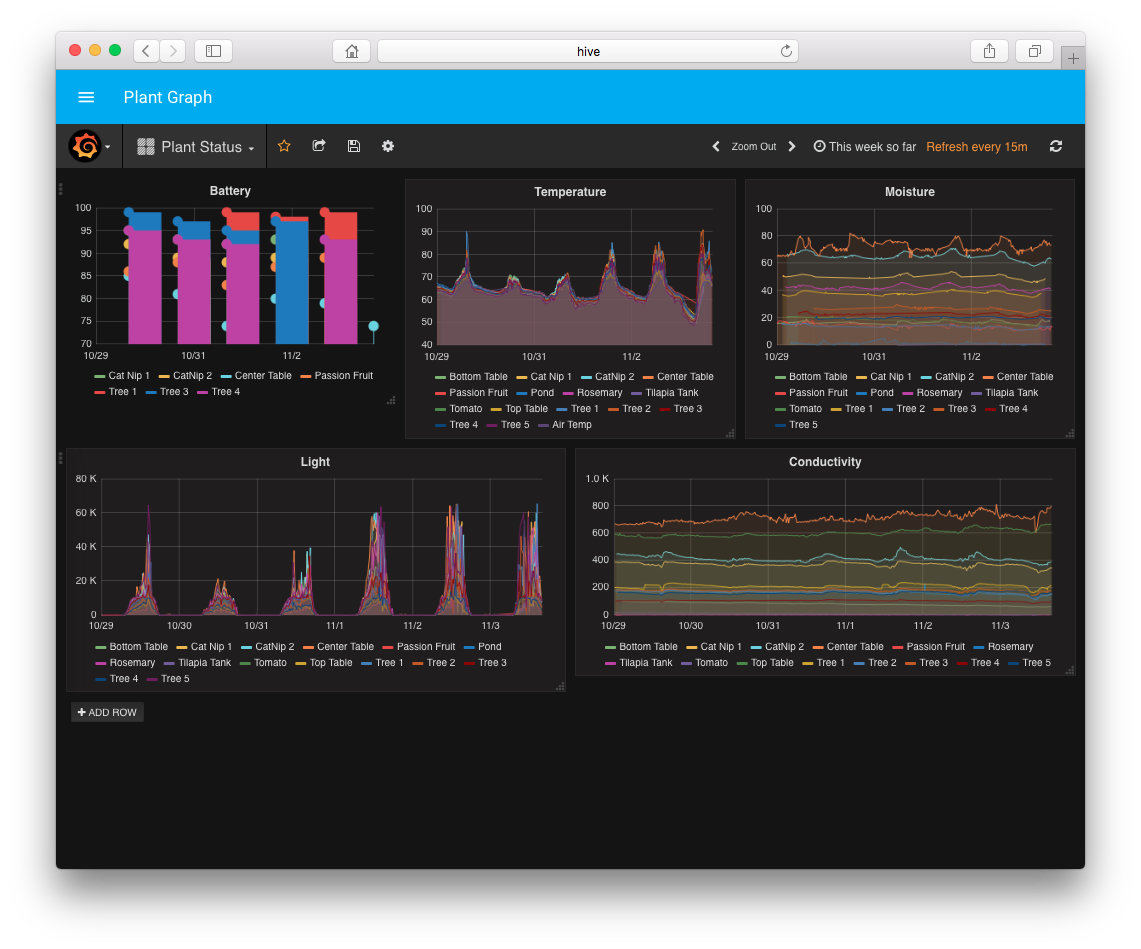 hive
Plant Graph
Plant Status
Zoom Out
This week so far Refresh every 15m
Battery
100
95
90
85
80
75
70
10/29 10/31 11/2
Cat Nip 1 CatNip 2 Center Table Passion Fruit
Tree 1 Tree 3 Tree 4
Temperature
100
90
80
70
60
50
40
10/29 10/31 11/2
Bottom Table Cat Nip 1 CatNip 2 Center Table
Passion Fruit Pond Rosemary Tilapia Tank
Tomato Top Table Tree 1 Tree 2 Tree 3
Tree 4 Tree 5 Air Temp
Moisture
100
80
60
40
20
0
10/29 10/31 11/2
Bottom Table Cat Nip 1 CatNip 2 Center Table
Passion Fruit Pond Rosemary Tilapia Tank
Tomato Tree 1 Tree 2 Tree 3 Tree 4
Tree 5
Light
80 K
60 K
40 K
20 K
0
10/29 10/30 10/31 11/1 11/2 11/3
Bottom Table Cat Nip 1 CatNip 2 Center Table Passion Fruit Pond
Rosemary Tilapia Tank Tomato Top Table Tree 1 Tree 2 Tree 3
Tree 4 Tree 5
Conductivity
1.0 K
800
600
400
200
0
10/29 10/30 10/31 11/1 11/2 11/3
Bottom Table Cat Nip 1 CatNip 2 Center Table Passion Fruit Rosemary
Tilapia Tank Tomato Top Table Tree 1 Tree 2 Tree 3 Tree 4 Tree 5
ADD ROW